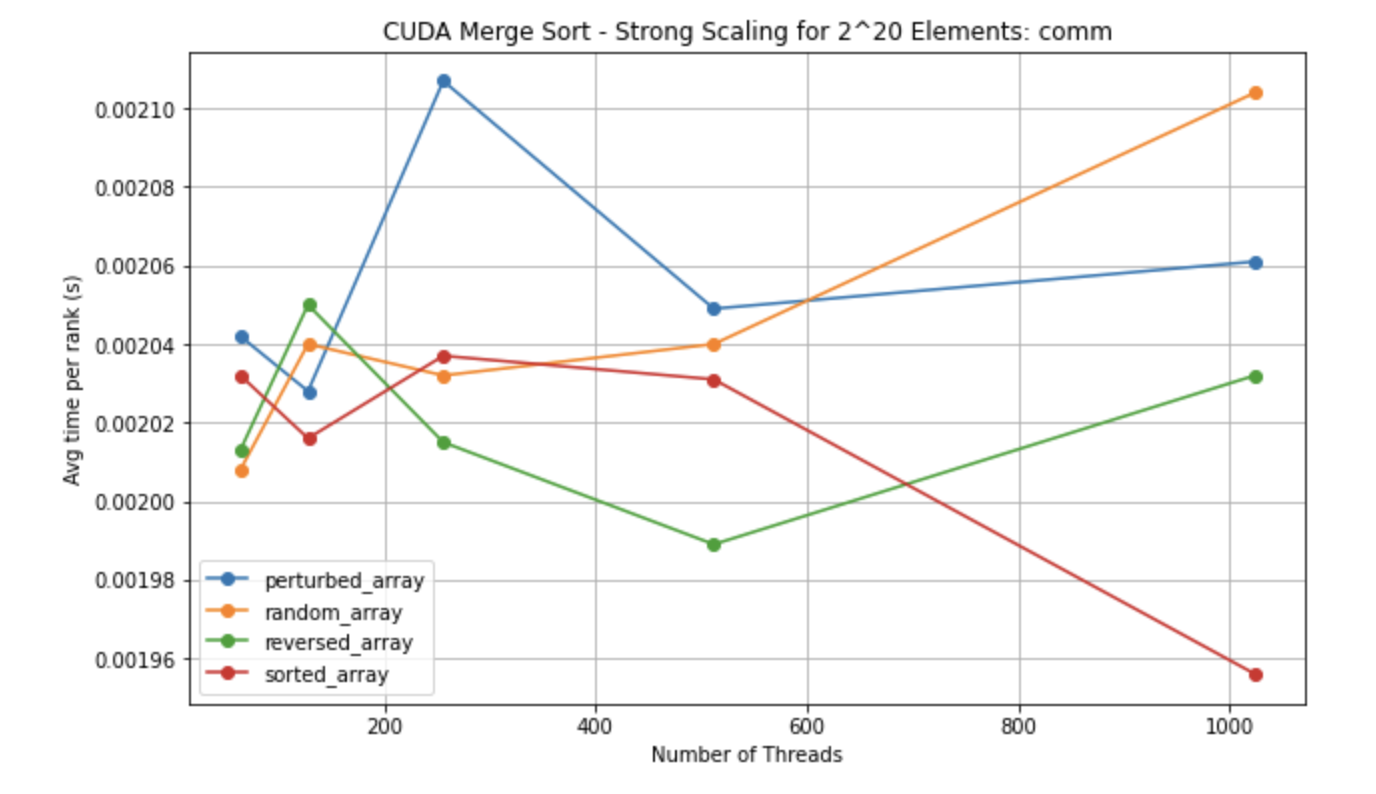 CUDA Merge Sort - Strong Scaling for 2^20 Elements: comm
Avg time per rank (s)
0.00210
0.00208
0.00206
0.00204
0.00202
0.00200
0.00198
0.00196
perturbed_array
random_array
reversed_array
sorted_array
200 400 600 800 1000
Number of Threads